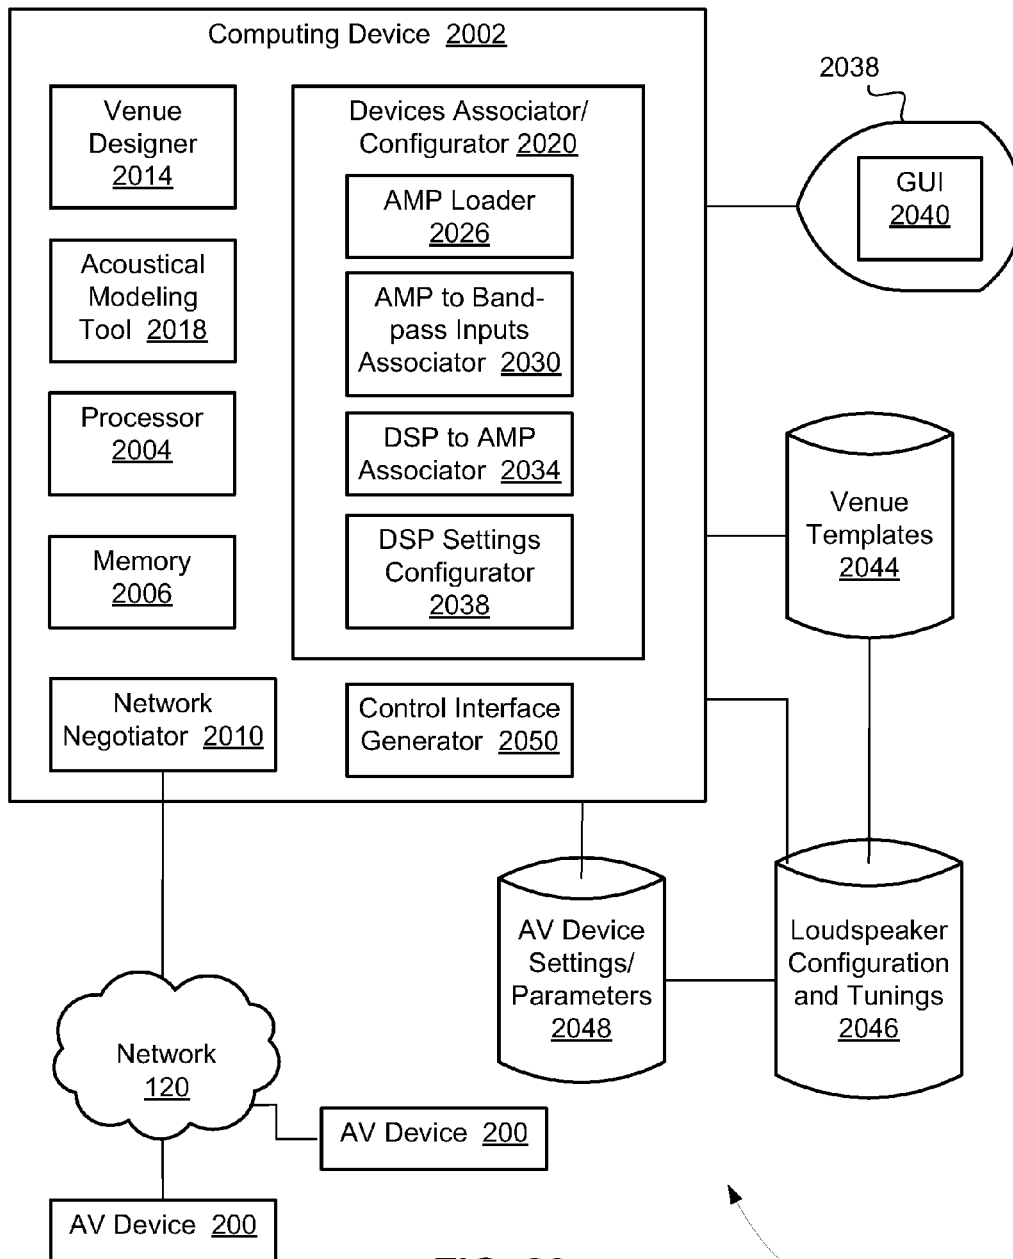 Computing Device 2002
Venue
Designer
2014
Acoustical
Modeling
Tool 2018
Processor
2004
Memory
2006
Network
Negotiator 2010
Devices Associator/
Configurator 2020
AMP Loader
2026
AMP to Band-
pass Inputs
Associator 2030
DSP to AMP
Associator 2034
DSP Settings
Configurator
2038
Control Interface
Generator 2050
2038
GUI
2040
Venue
Templates
2044
AV Device
Settings/
Parameters
2048
Loudspeaker
Configuration
and Tunings
2046
Network
120
AV Device 200
AV Device 200